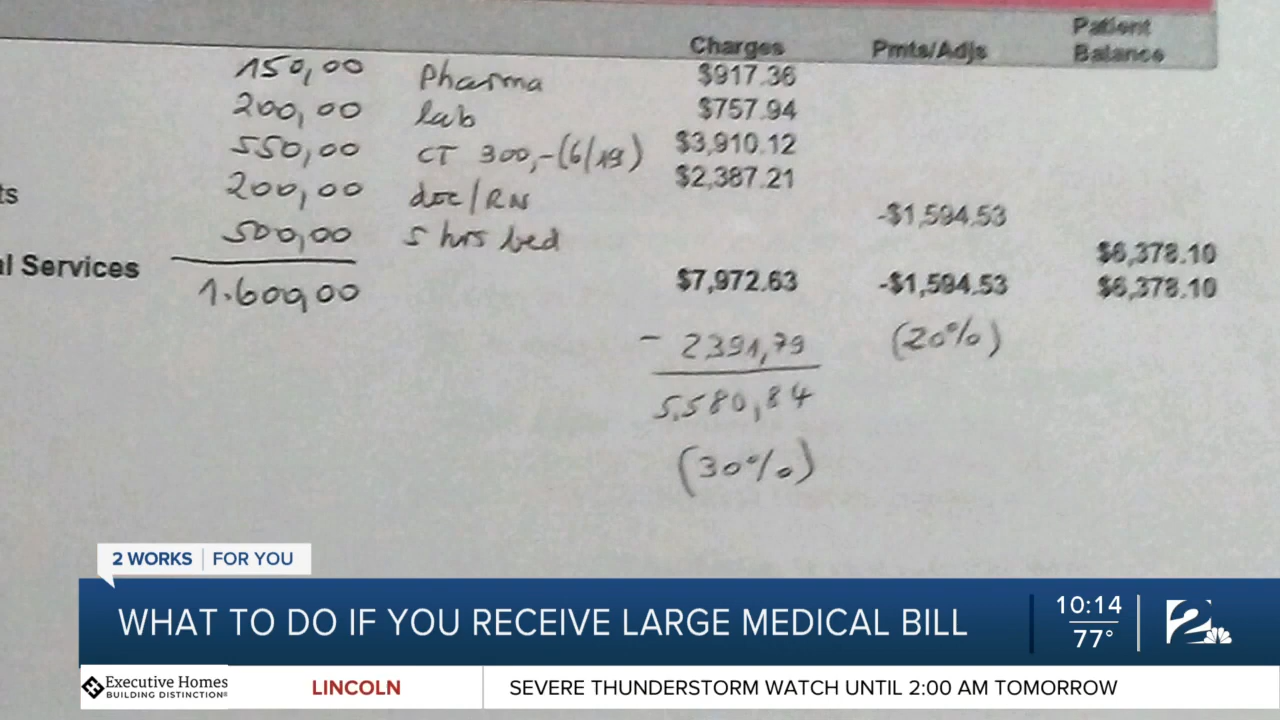 Patient
Charges Pmts/Adjs Balance
150,00 Pharma $917.36
200,00 lab $757.94
550,00 CT 300,-(6/19) $3,910.12
200,00 doc/RN $2,387.21
ts -$1,594.53
500,00 5 hrs bed $6,378.10
al Services $7,972.63 -$1,594.53 $6,378.10
1.600,00
- 2391,79 (20%)
5.580,84
(30%)
2 WORKS FOR YOU
WHAT TO DO IF YOU RECEIVE LARGE MEDICAL BILL
10:14
77°
2
Executive Homes
BUILDING DISTINCTION®
LINCOLN
SEVERE THUNDERSTORM WATCH UNTIL 2:00 AM TOMORROW